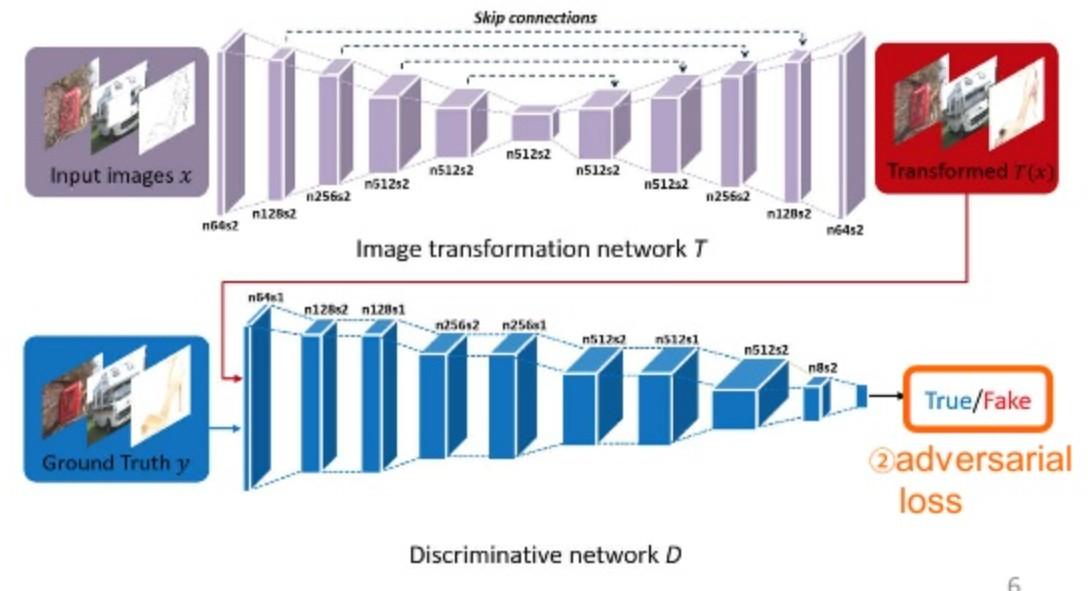 Skip connections
Input images x
n64s2
n128s2
n256s2
n512s2
n512s2
n512s2
n512s2
n512s2
n256s2
n128s2
n64s2
Transformed T(x)
Image transformation network T
n64s1
n128s2
n128s1
n256s2
n256s1
n512s2
n512s1
n512s2
n8s2
Ground Truth y
True/Fake
②adversarial
loss
Discriminative network D
6